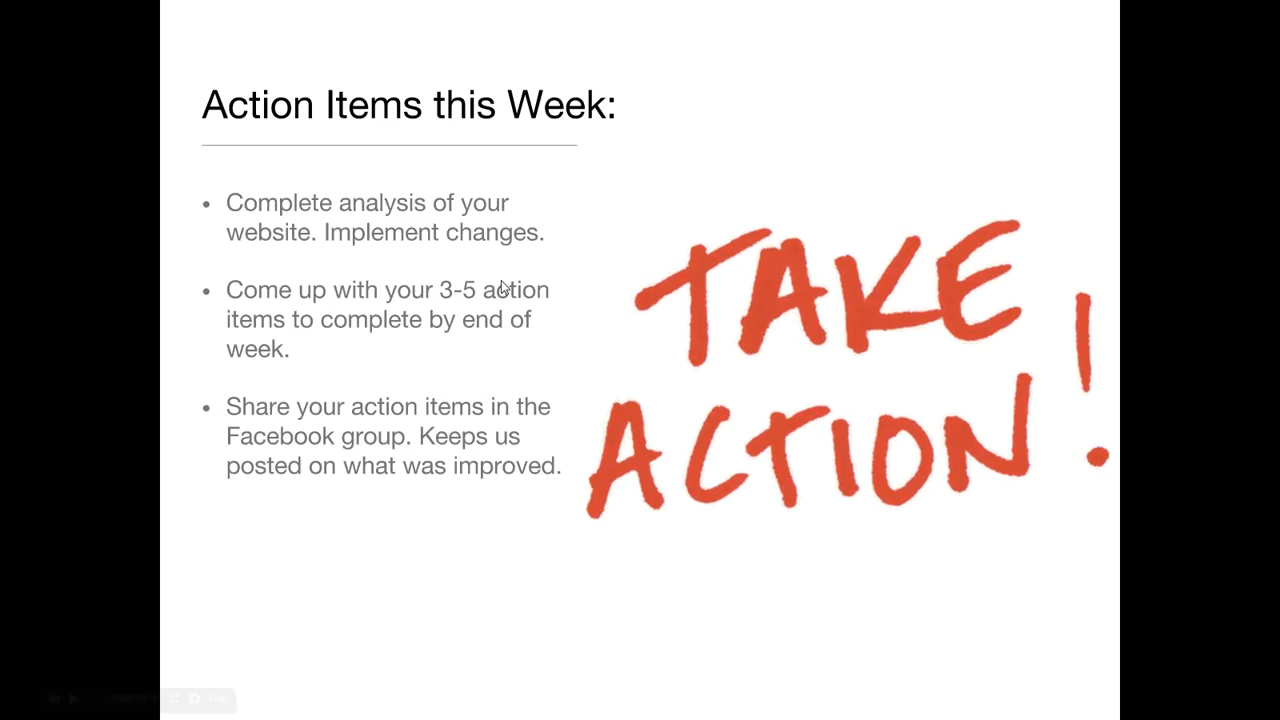 Action Items this Week:
• Complete analysis of your
website. Implement changes.
• Come up with your 3-5 action
items to complete by end of
week.
• Share your action items in the
Facebook group. Keeps us
posted on what was improved.
TAKE
ACTION!